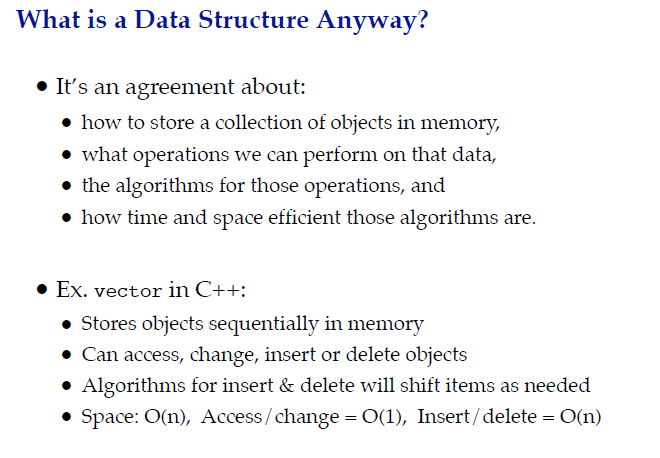 What is a Data Structure Anyway?
• It's an agreement about:
• how to store a collection of objects in memory,
• what operations we can perform on that data,
• the algorithms for those operations, and
• how time and space efficient those algorithms are.
• Ex. vector in C++:
• Stores objects sequentially in memory
• Can access, change, insert or delete objects
• Algorithms for insert & delete will shift items as needed
• Space: O(n), Access/change = O(1), Insert/delete = O(n)